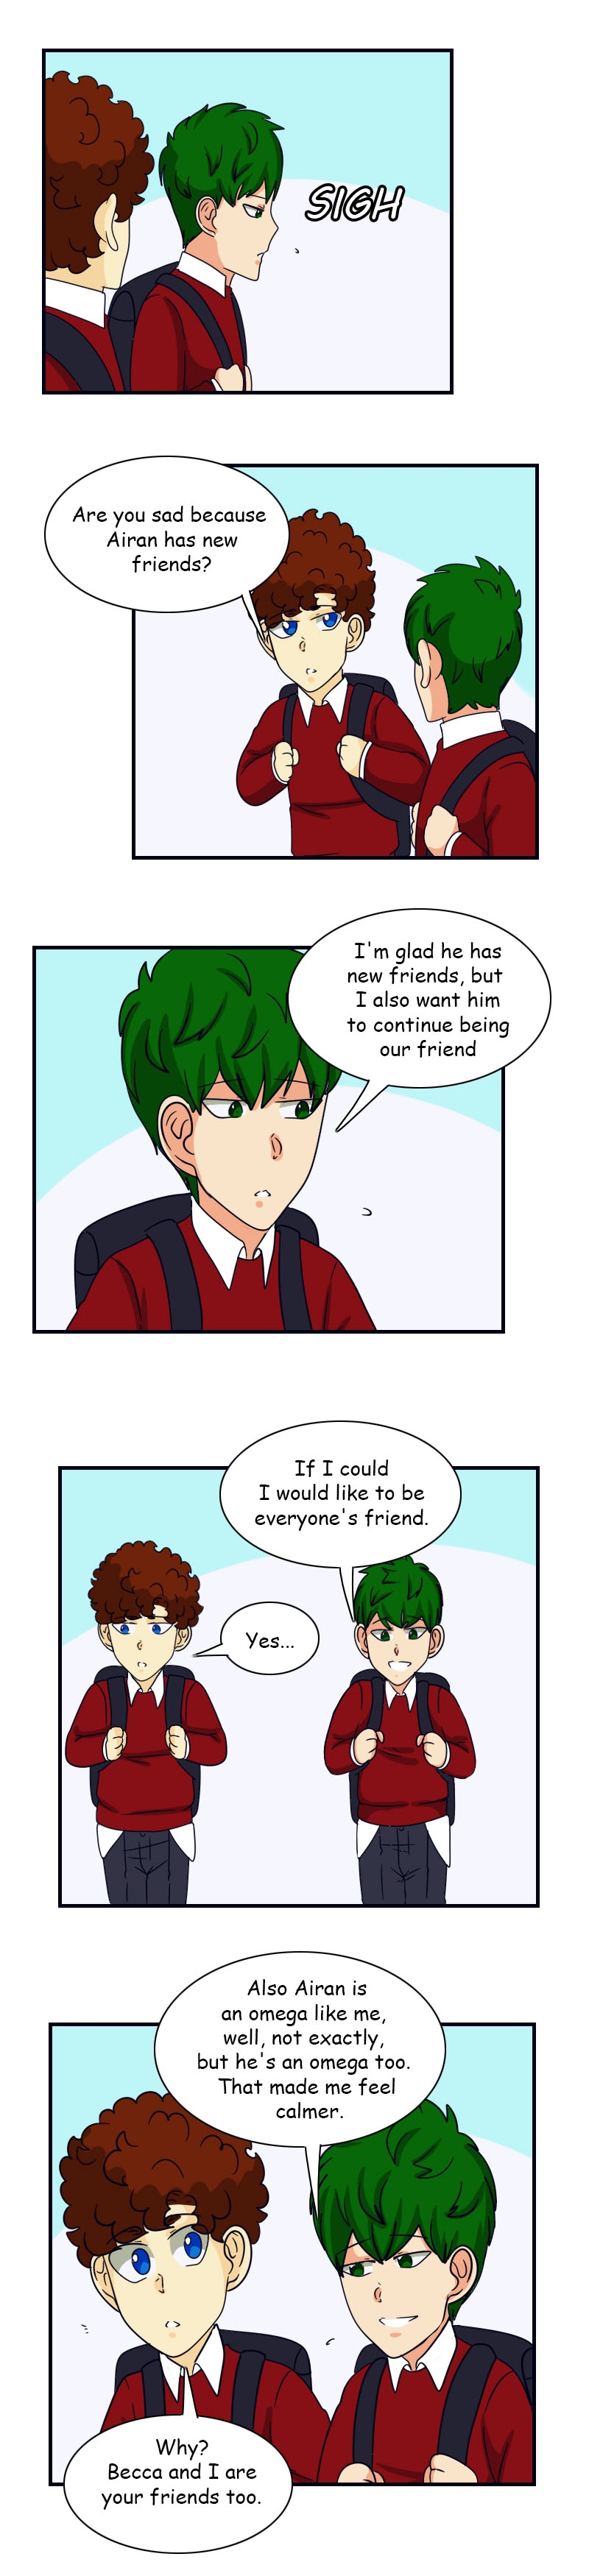 SIGH
Are you sad because
Airan has new
friends?
I'm glad he has
new friends, but
I also want him
to continue being
our friend
If I could
I would like to be
everyone's friend.
Yes...
Also Airan is
an omega like me,
well, not exactly,
but he's an omega too.
That made me feel
calmer.
Why?
Becca and I are
your friends too.